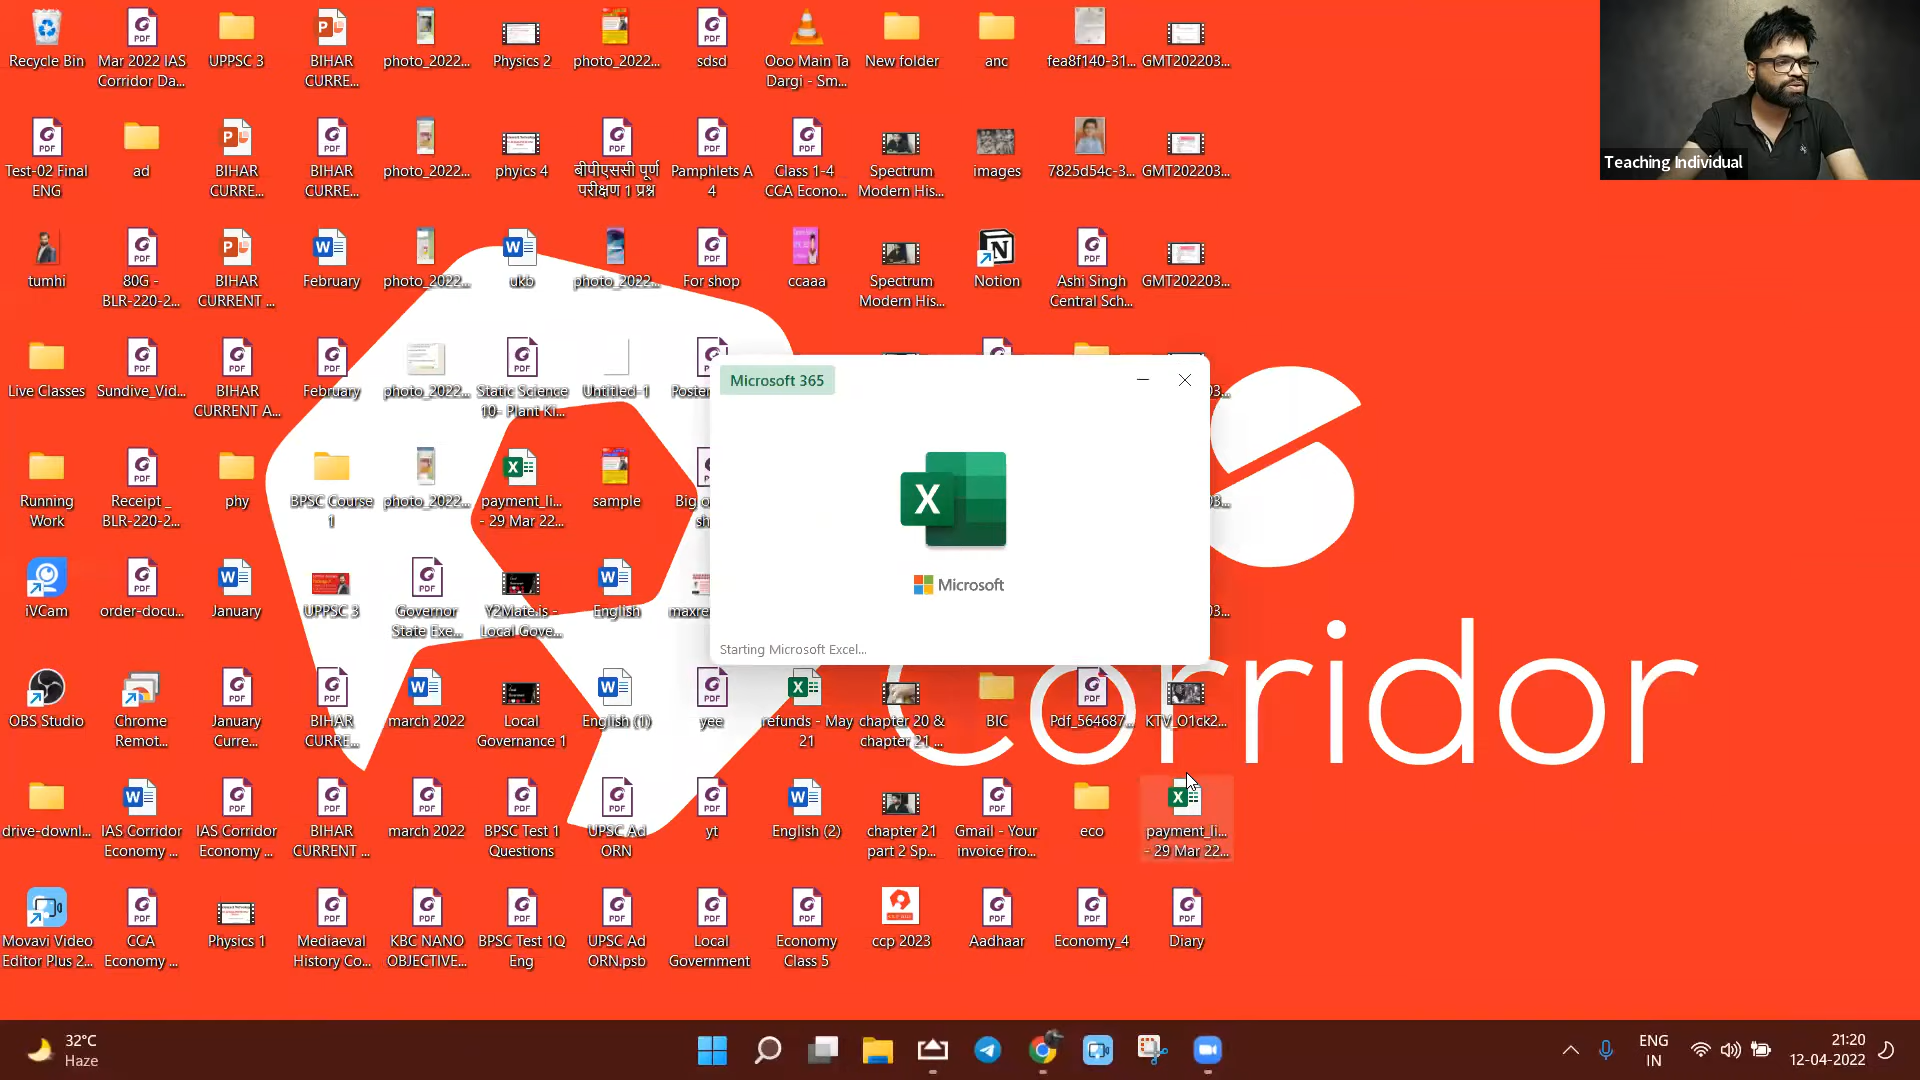 Recycle Bin
Mar 2022 IAS
Corridor Da...
UPPSC 3
BIHAR
CURRE...
photo_2022...
Physics 2
photo_2022...
sdsd
Ooo Main Ta
Dargi - Sm...
New folder
anc
fea8f140-31...
GMT202203...
Teaching Individual
Test-02 Final
ENG
ad
BIHAR
CURRE...
BIHAR
CURRE...
photo_2022...
phyics 4
बीपीएससी पूर्ण
परीक्षण 1 प्रश्न
Pamphlets A
4
Class 1-4
CCA Econo...
Spectrum
Modern His...
images
7825d54c-3...
GMT202203...
tumhi
80G -
BLR-220-2...
BIHAR
CURRENT ...
February
photo_2022...
ukb
photo_2022...
For shop
ccaaa
Spectrum
Modern His...
Notion
Ashi Singh
Central Sch...
GMT202203...
Live Classes
Sundive_Vid...
BIHAR
CURRENT A...
February
photo_2022...
Static Science
10- Plant Ki...
Untitled-1
Poster
Microsoft 365
Microsoft
Starting Microsoft Excel...
Running
Work
Receipt _
BLR-220-2...
phy
BPSC Course
1
photo_2022...
payment_li...
- 29 Mar 22...
sample
Big o
sh
iVCam
order-docu...
January
UPPSC 3
Governor
State Exe...
Y2Mate.is -
Local Gove...
English
maxre
OBS Studio
Chrome
Remot...
January
Curre...
BIHAR
CURRE...
march 2022
Local
Governance 1
English (1)
yee
refunds - May
21
chapter 20 &
chapter 21 ...
BIC
Pdf_564687...
KTV_O1ck2...
Corridor
drive-downl...
IAS Corridor
Economy ...
IAS Corridor
Economy ...
BIHAR
CURRENT ...
march 2022
BPSC Test 1
Questions
UPSC Ad
ORN
yt
English (2)
chapter 21
part 2 Sp...
Gmail - Your
invoice fro...
eco
payment_li...
- 29 Mar 22...
Movavi Video
Editor Plus 2...
CCA
Economy ...
Physics 1
Mediaeval
History Co...
KBC NANO
OBJECTIVE...
BPSC Test 1Q
Eng
UPSC Ad
ORN.psb
Local
Government
Economy
Class 5
ccp 2023
Aadhaar
Economy_4
Diary
32°C
Haze
ENG
IN
21:20
12-04-2022